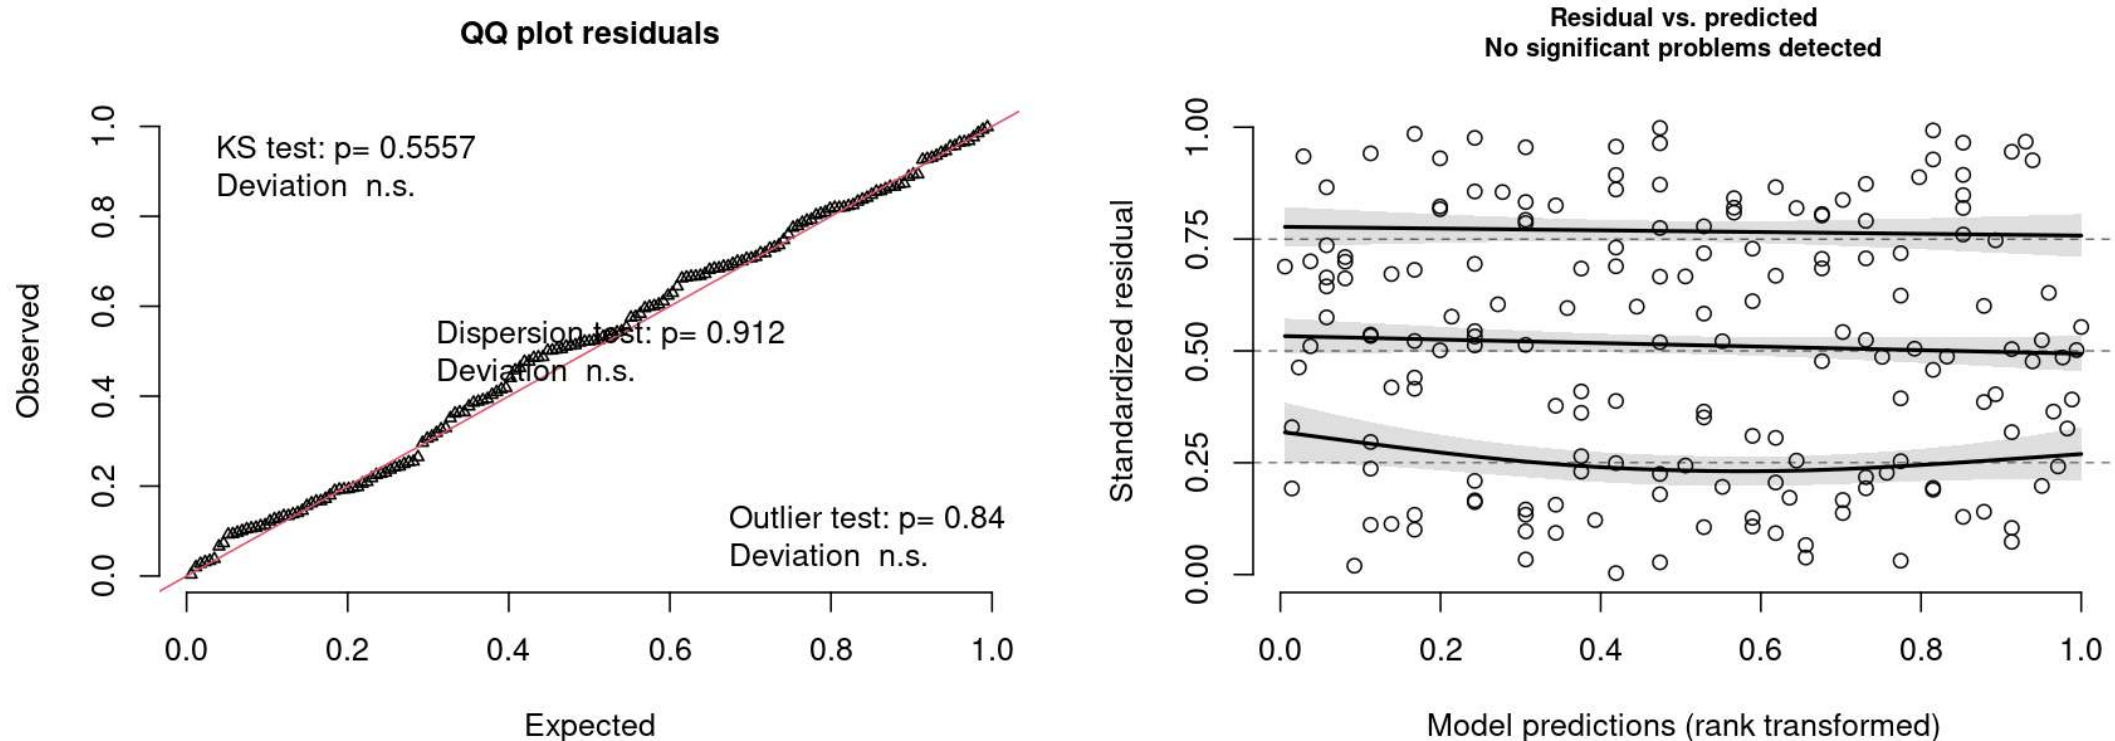 QQ plot residuals
KS test: p= 0.5557
Deviation n.s.
Dispersion test: p= 0.912
Deviation n.s.
Outlier test: p= 0.84
Deviation n.s.
Observed
1.0
0.8
0.6
0.4
0.2
0.0
0.0 0.2 0.4 0.6 0.8 1.0
Expected
Residual vs. predicted
No significant problems detected
Standardized residual
1.00
0.75
0.50
0.25
0.00
0.0 0.2 0.4 0.6 0.8 1.0
Model predictions (rank transformed)